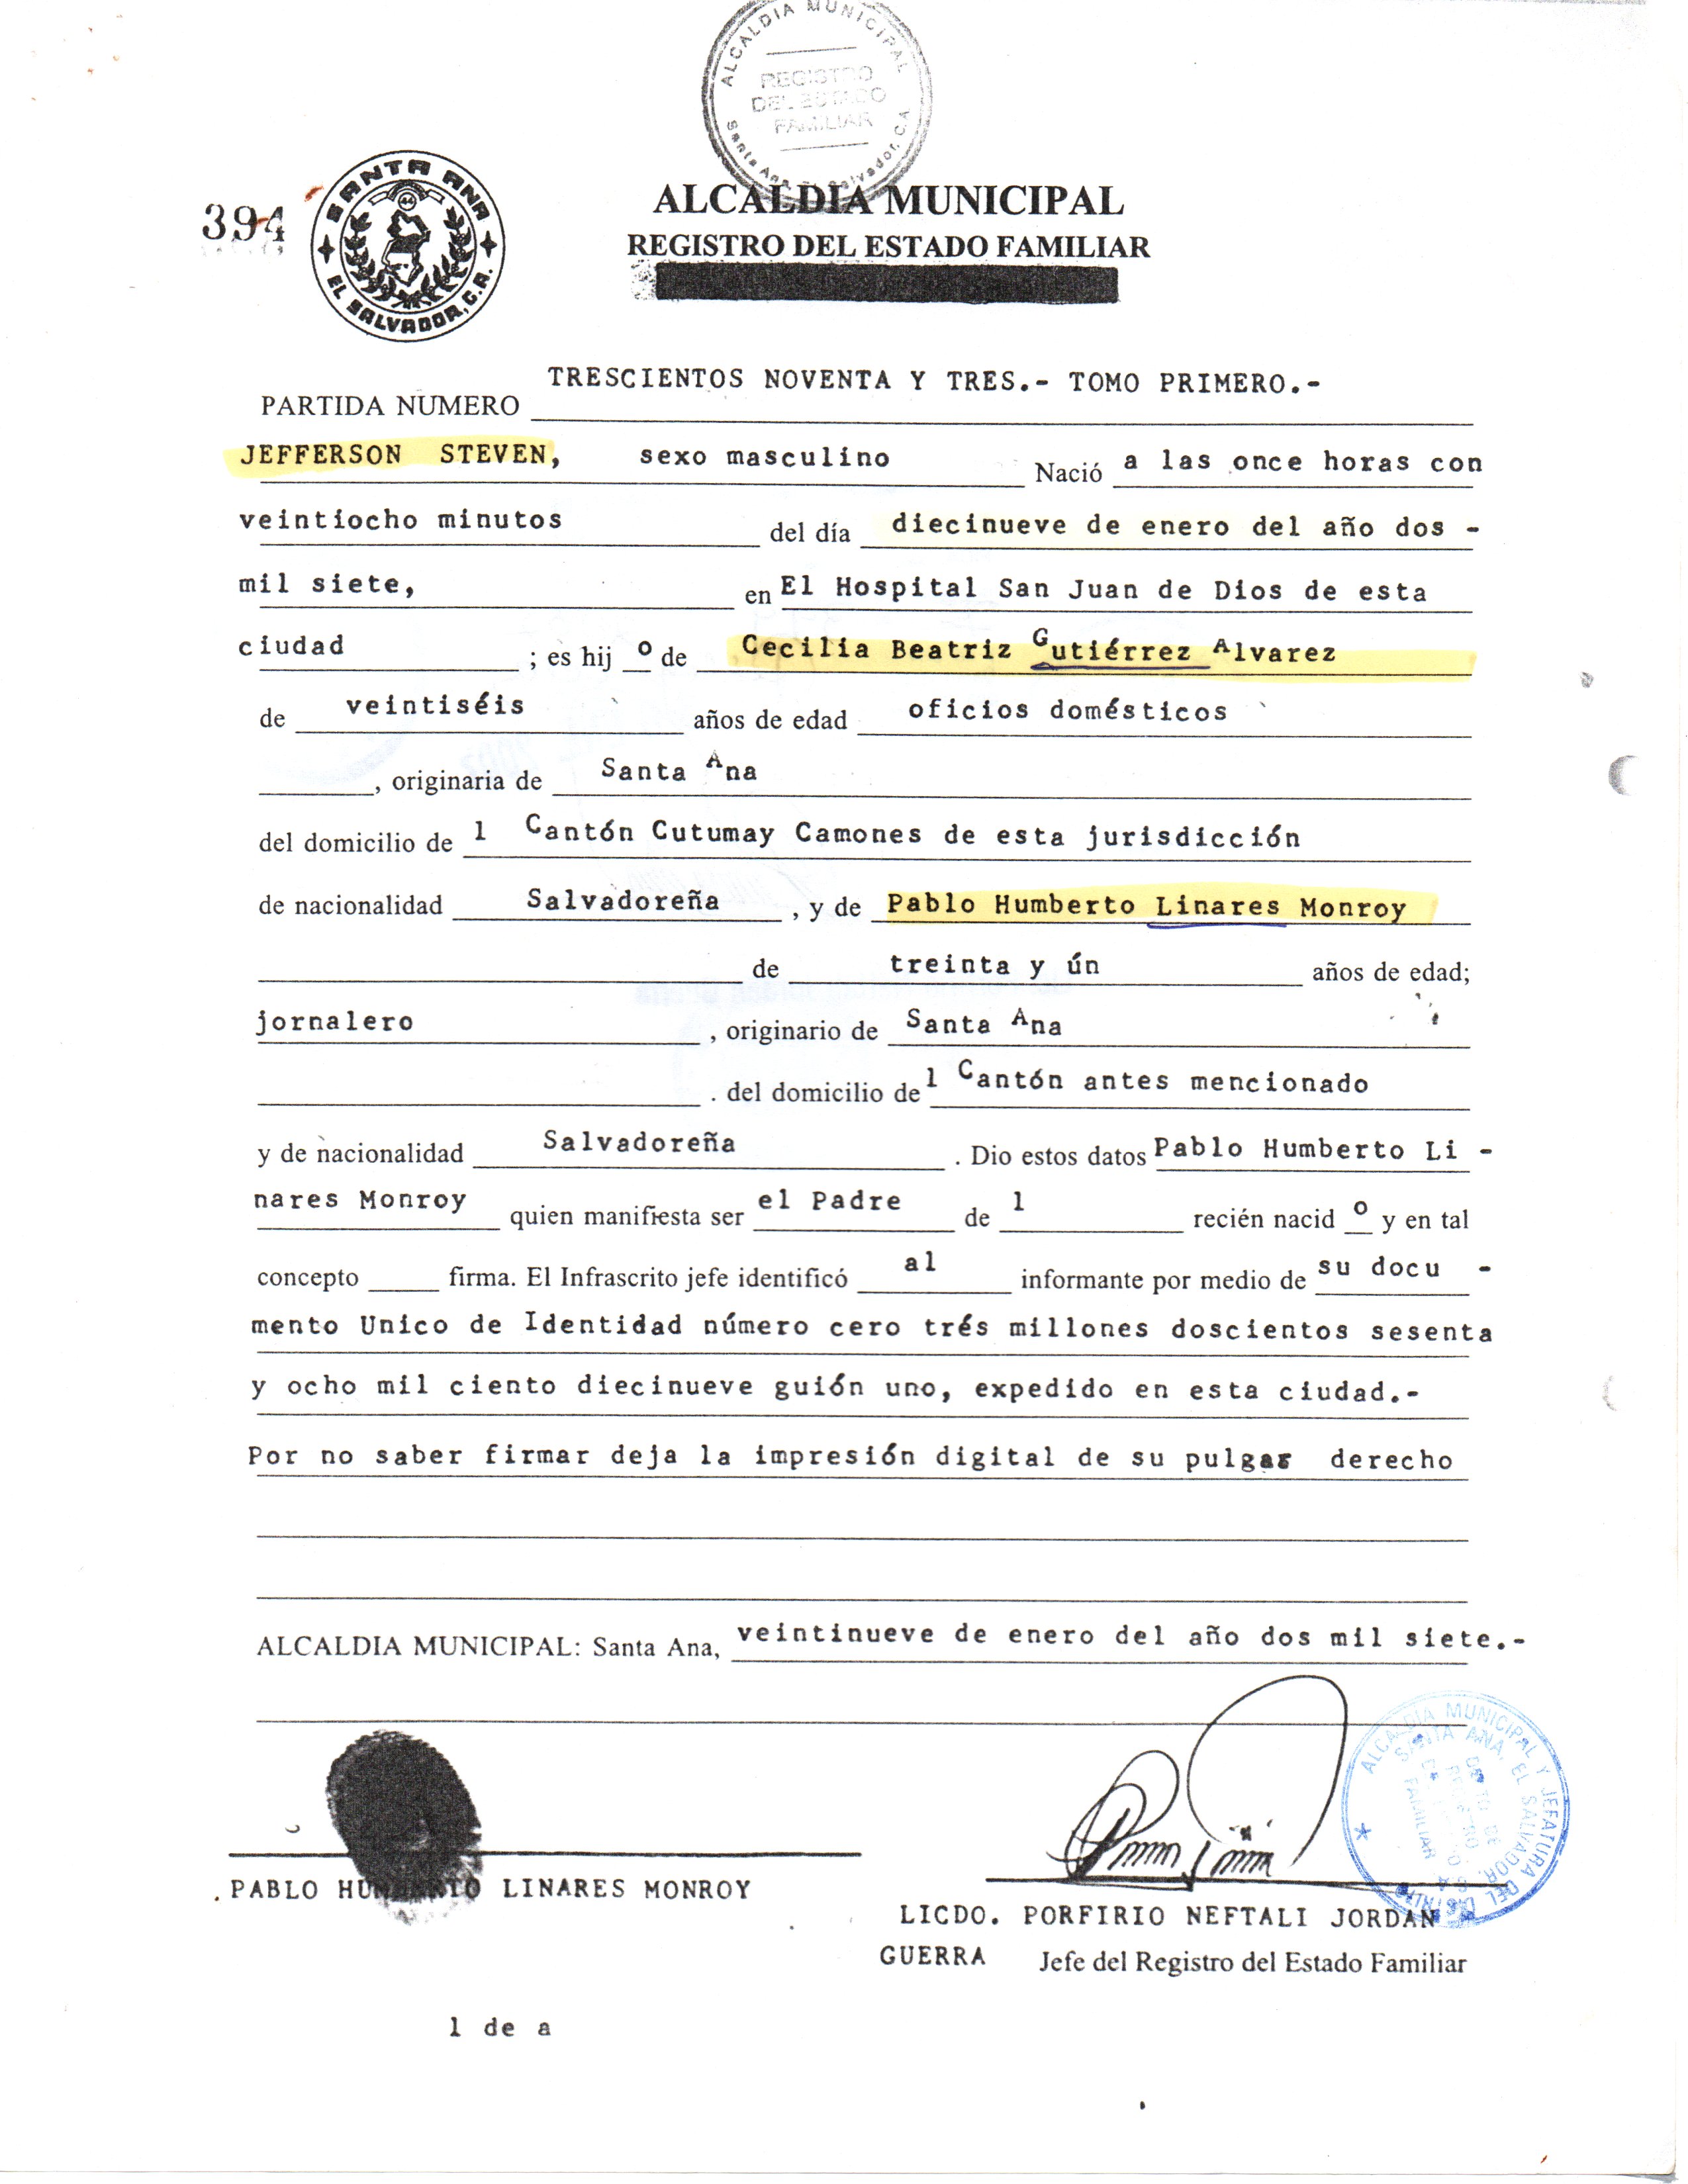 ALCALDIA MUNICIPAL
REGISTRO
DEL ESTADO
FAMILIAR
Santa Ana El Salvador, C.A.
394
SANTA ANA
44
EL SALVADOR, C.A.
ALCALDIA MUNICIPAL
REGISTRO DEL ESTADO FAMILIAR
TRESCIENTOS NOVENTA Y TRES.- TOMO PRIMERO.-
PARTIDA NUMERO
JEFFERSON STEVEN, sexo masculino Nació a las once horas con
veintiocho minutos del día diecinueve de enero del año dos -
mil siete, en El Hospital San Juan de Dios de esta
ciudad ; es hij o de Cecilia Beatriz Gutiérrez Alvarez
de veintiséis años de edad oficios domésticos
, originaria de Santa Ana
del domicilio de l Cantón Cutumay Camones de esta jurisdicción
de nacionalidad Salvadoreña , y de Pablo Humberto Linares Monroy
de treinta y ún años de edad;
jornalero , originario de Santa Ana
. del domicilio de l Cantón antes mencionado
y de nacionalidad Salvadoreña . Dio estos datos Pablo Humberto Li -
nares Monroy quien manifiesta ser el Padre de l recién nacid o y en tal
concepto firma. El Infrascrito jefe identificó al informante por medio de su docu -
mento Unico de Identidad número cero trés millones doscientos sesenta
y ocho mil ciento diecinueve guión uno, expedido en esta ciudad.-
Por no saber firmar deja la impresión digital de su pulgar derecho
ALCALDIA MUNICIPAL: Santa Ana, veintinueve de enero del año dos mil siete.-
ALCALDIA MUNICIPAL Y JEFATURA DEL DISTRITO
SANTA ANA, EL SALVADOR,
FAMILIAR
PABLO HUMBERTO LINARES MONROY
LICDO. PORFIRIO NEFTALI JORDAN
GUERRA Jefe del Registro del Estado Familiar
l de a